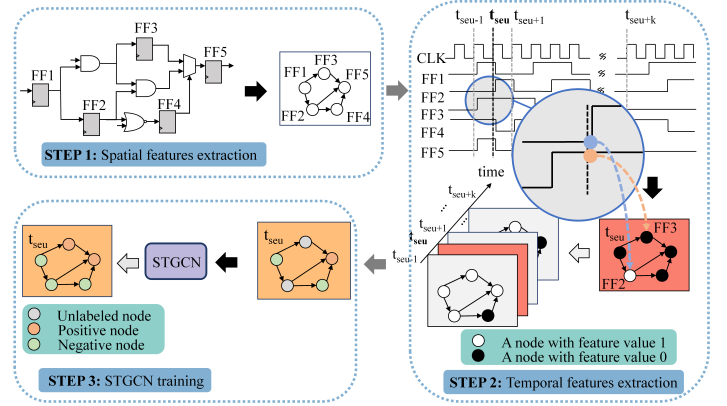 FF1
FF2
FF3
FF4
FF5
FF1
FF3
FF5
FF2
FF4
STEP 1: Spatial features extraction
t_seu-1
t_seu
t_seu+1
t_seu+k
CLK
FF1
FF2
FF3
FF4
FF5
time
t_seu+k
...
t_seu+1
t_seu
t_seu-1
t_seu
FF3
FF2
A node with feature value 1
A node with feature value 0
STEP 2: Temporal features extraction
t_seu
STGCN
t_seu
Unlabeled node
Positive node
Negative node
STEP 3: STGCN training